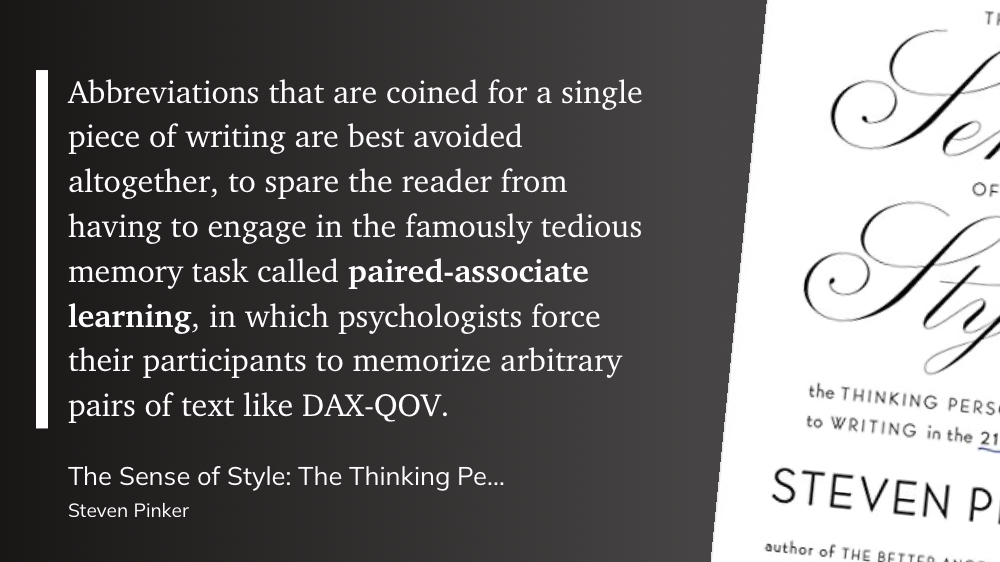 Abbreviations that are coined for a single
piece of writing are best avoided
altogether, to spare the reader from
having to engage in the famously tedious
memory task called paired-associate
learning, in which psychologists force
their participants to memorize arbitrary
pairs of text like DAX-QOV.
The Sense of Style: The Thinking Pe...
Steven Pinker
OF
the THINKING
to WRITING in the 21
STEVEN
author of THE BETTER